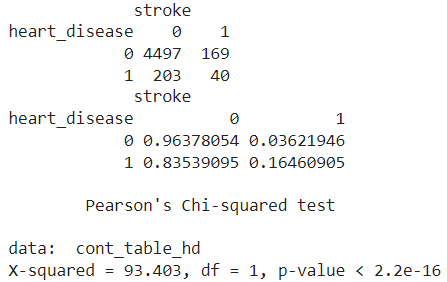 stroke
heart_disease 0 1
0 4497 169
1 203 40
stroke
heart_disease 0 1
0 0.96378054 0.03621946
1 0.83539095 0.16460905
Pearson's Chi-squared test
data: cont_table_hd
X-squared = 93.403, df = 1, p-value < 2.2e-16